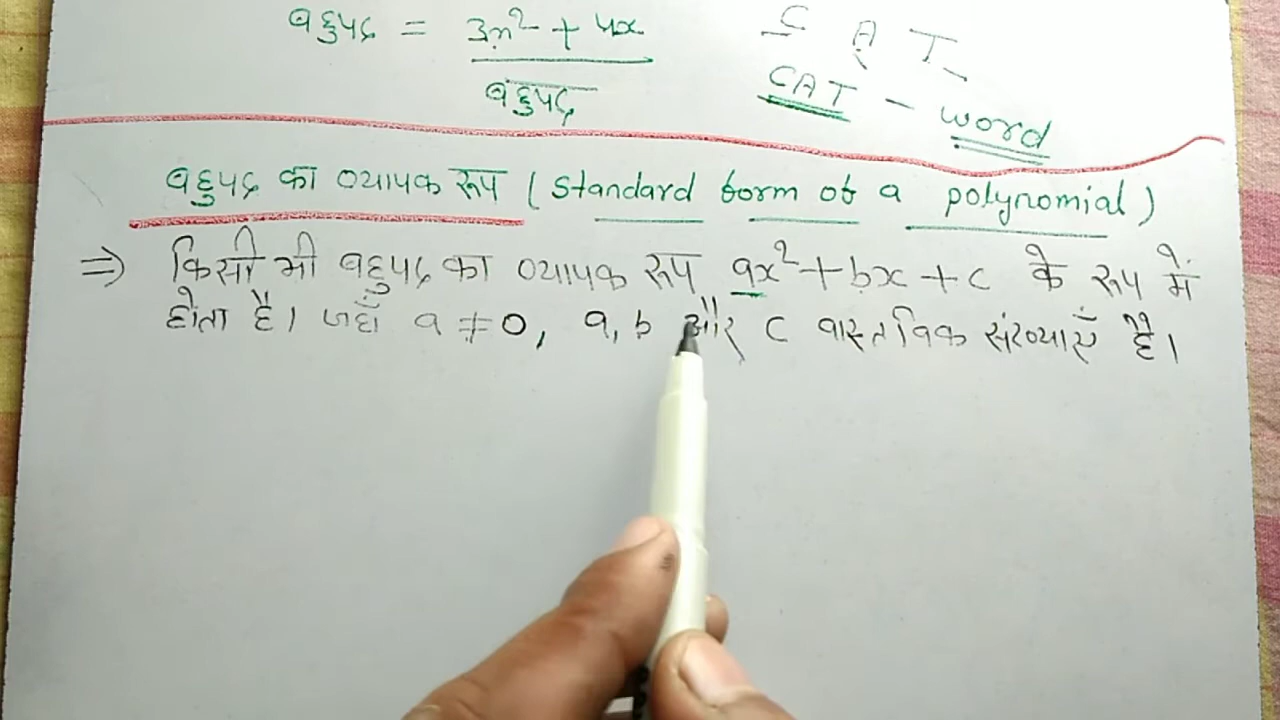 बहुपद = 3x² + 4x
बहुपद
C A T
CAT - word
बहुपद का व्यापक रूप (Standard form of a polynomial)
⇒ किसी भी बहुपद का व्यापक रूप ax² + bx + c के रूप में
होता है। जहाँ a ≠ 0, a, b और c वास्तविक संख्याएँ है।